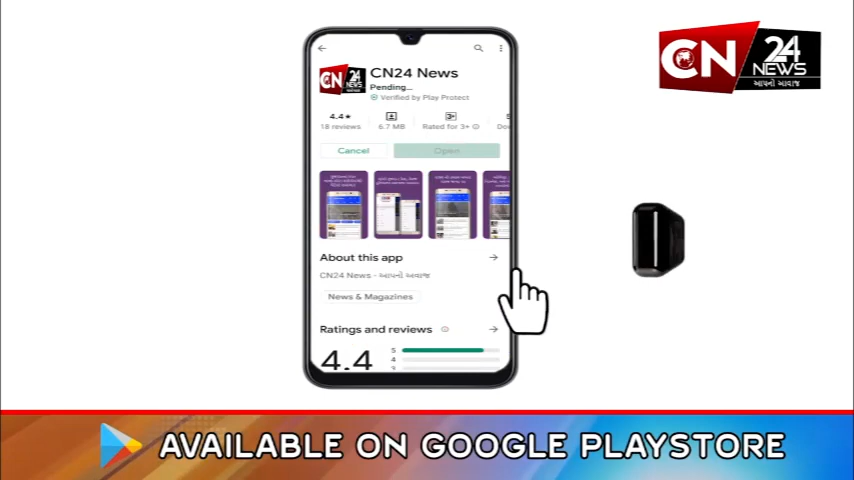 CN 24 NEWS
આપનો અવાજ
CN24 News
Pending...
Verified by Play Protect
4.4★
18 reviews
6.7 MB
3+
Rated for 3+
Cancel
Open
About this app
CN24 News - આપનો અવાજ
News & Magazines
Ratings and reviews
4.4
5
4
3
AVAILABLE ON GOOGLE PLAYSTORE